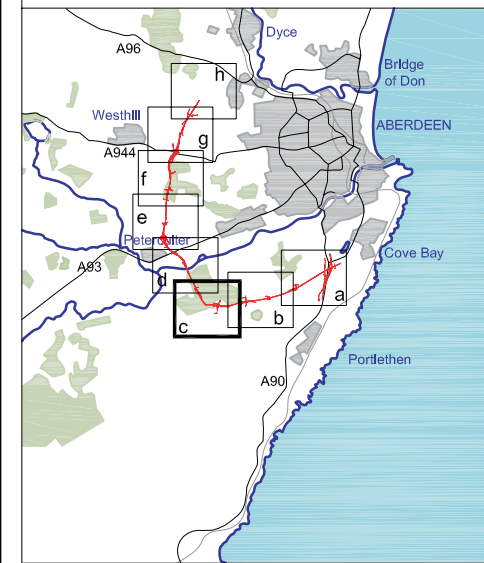 Dyce
A96
Bridge
of Don
h
Westhill
ABERDEEN
g
A944
f
e
Peterculter
Cove Bay
A93
d
a
c
b
Portlethen
A90